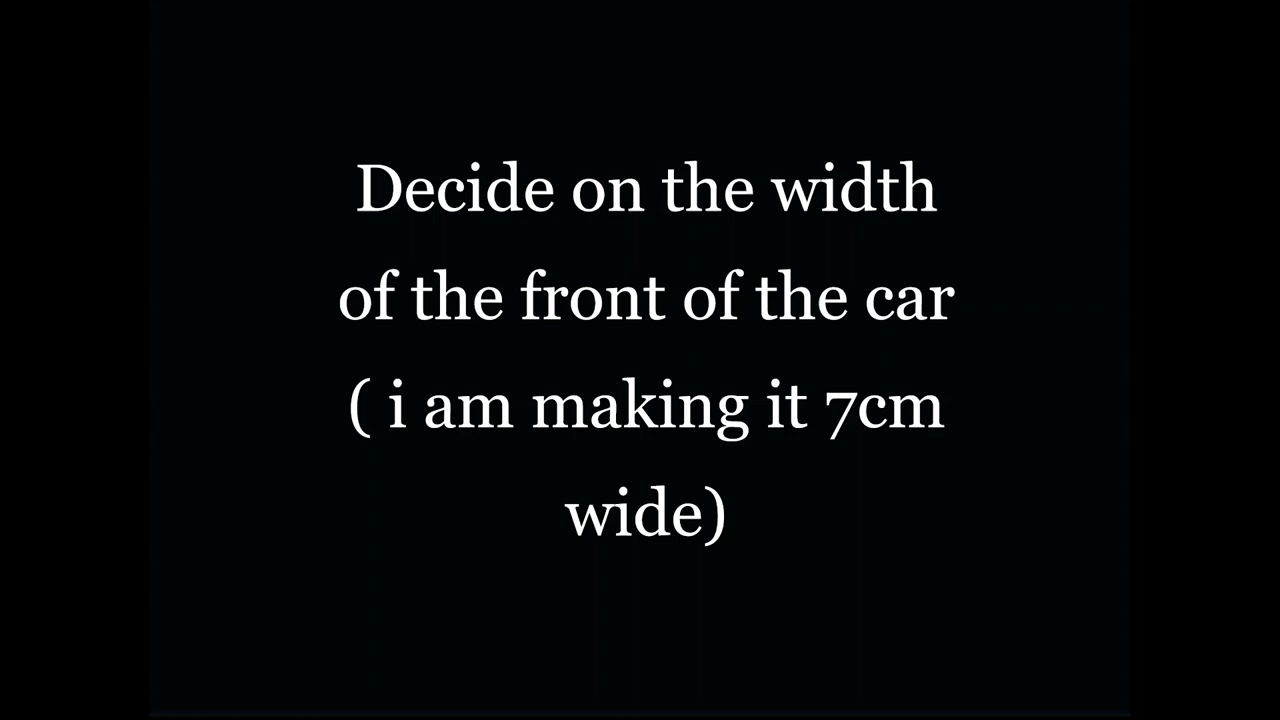 Decide on the width
of the front of the car
( i am making it 7cm
wide)